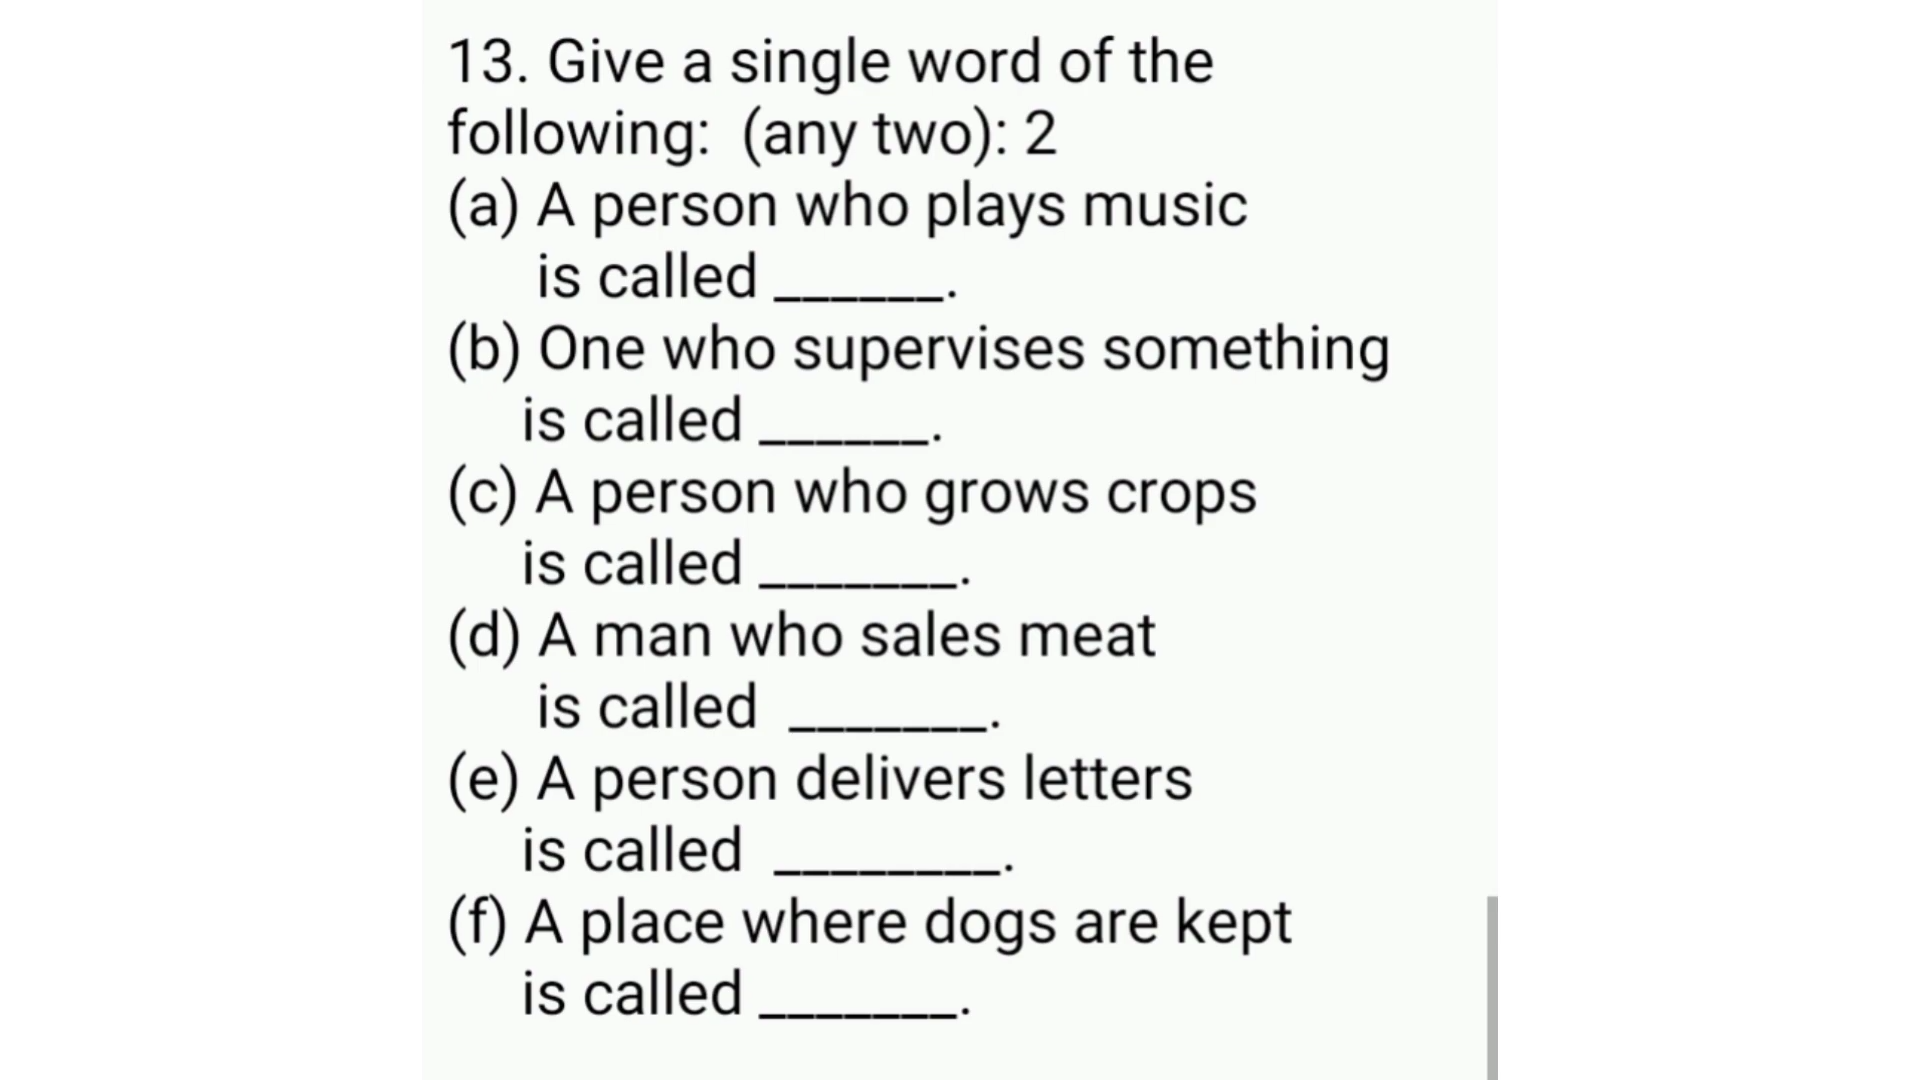 13. Give a single word of the
following:  (any two): 2
(a) A person who plays music
is called ______.
(b) One who supervises something
is called ______.
(c) A person who grows crops
is called _______.
(d) A man who sales meat
is called  _______.
(e) A person delivers letters
is called  ________.
(f) A place where dogs are kept
is called _______.